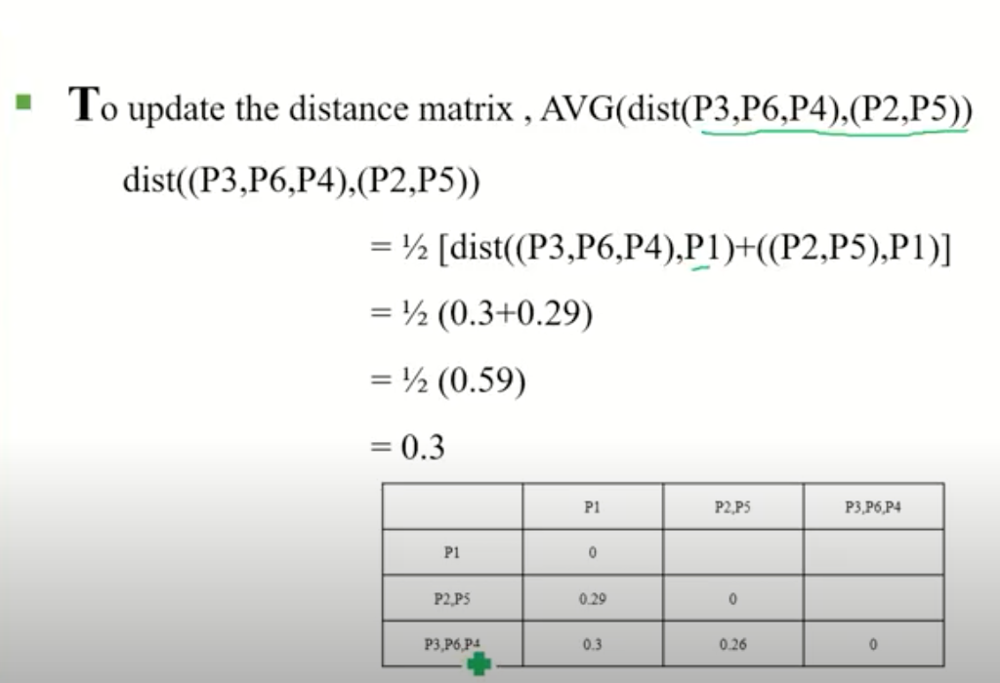 To update the distance matrix , AVG(dist(P3,P6,P4),(P2,P5))
dist((P3,P6,P4),(P2,P5))
= ½ [dist((P3,P6,P4),P1)+((P2,P5),P1)]
= ½ (0.3+0.29)
= ½ (0.59)
= 0.3
P1 P2,P5 P3,P6,P4
P1 0
P2,P5 0.29 0
P3,P6,P4 0.3 0.26 0